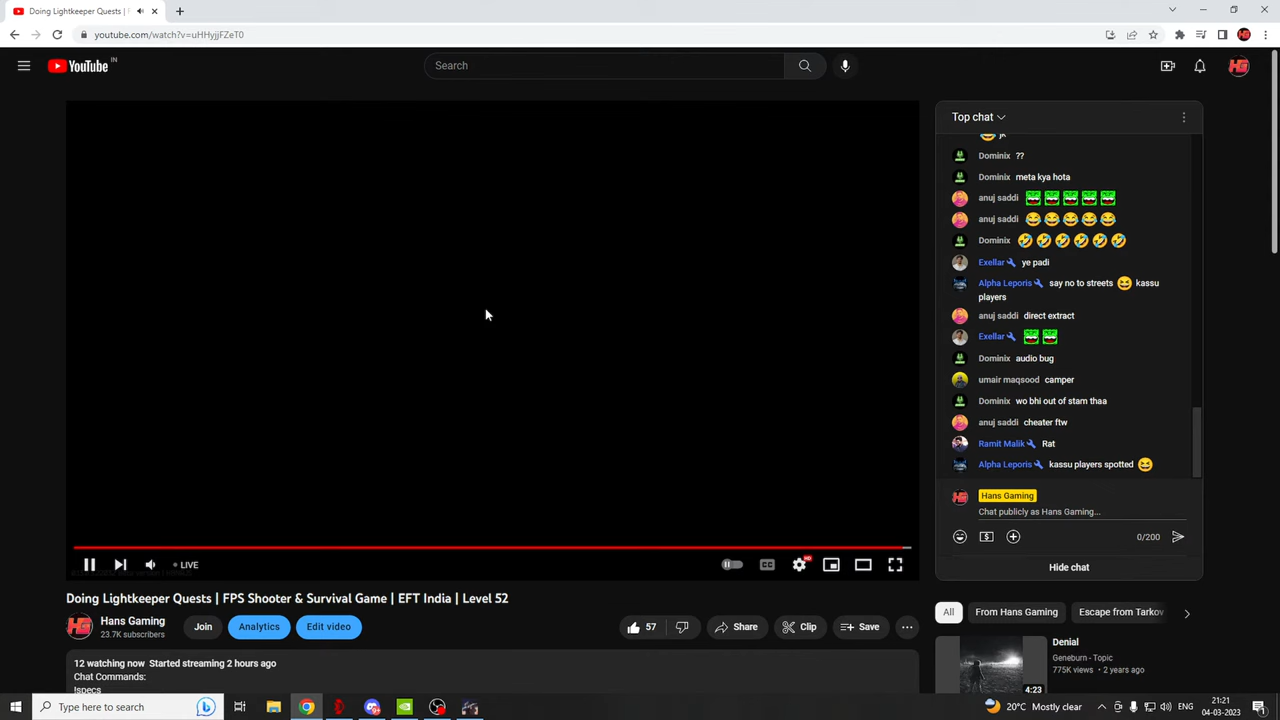 Doing Lightkeeper Quests | F
youtube.com/watch?v=uHHyjjFZeT0
YouTube IN
Search
HG
Top chat
jk
Dominix ??
Dominix meta kya hota
anuj saddi
anuj saddi 😂😂😂😂😂
Dominix 🤣🤣🤣🤣🤣🤣
Exellar ye padi
Alpha Leporis say no to streets 😆 kassu
players
anuj saddi direct extract
Exellar
Dominix audio bug
umair maqsood camper
Dominix wo bhi out of stam thaa
anuj saddi cheater ftw
Ramit Malik Rat
Alpha Leporis kassu players spotted 😆
Hans Gaming
Chat publicly as Hans Gaming...
0/200
Hide chat
LIVE
CC
HD
Doing Lightkeeper Quests | FPS Shooter & Survival Game | EFT India | Level 52
Hans Gaming
23.7K subscribers
Join
Analytics
Edit video
57
Share
Clip
Save
12 watching now Started streaming 2 hours ago
Chat Commands:
!specs
All
From Hans Gaming
Escape from Tarkov
Denial
Geneburn - Topic
775K views • 2 years ago
4:23
Type here to search
20°C Mostly clear
ENG
21:21
04-03-2023